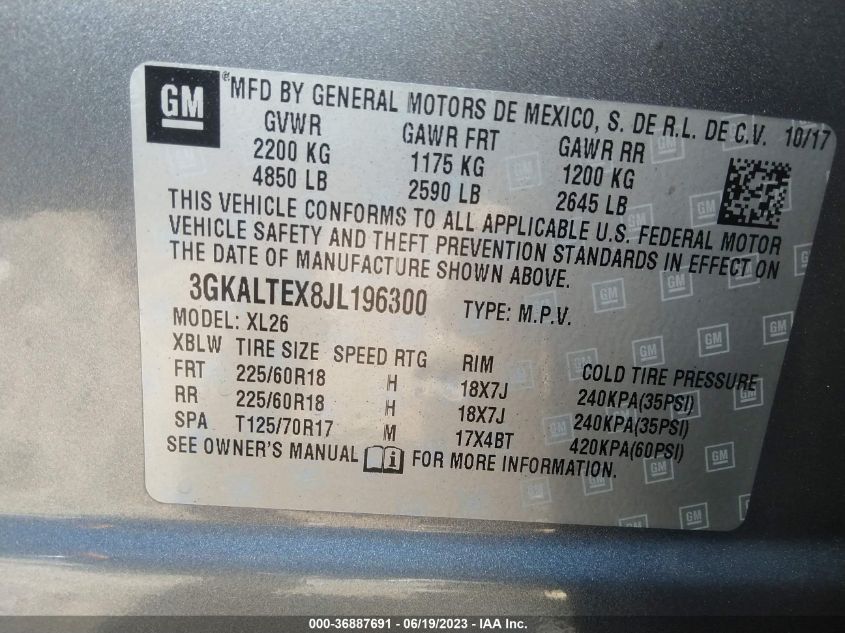 GM ® MFD BY GENERAL MOTORS DE MEXICO, S. DE R.L. DE C.V. 10/17
GVWR GAWR FRT GAWR RR
2200 KG 1175 KG 1200 KG
4850 LB 2590 LB 2645 LB
THIS VEHICLE CONFORMS TO ALL APPLICABLE U.S. FEDERAL MOTOR
VEHICLE SAFETY AND THEFT PREVENTION STANDARDS IN EFFECT ON
THE DATE OF MANUFACTURE SHOWN ABOVE.
3GKALTEX8JL196300 TYPE: M.P.V.
MODEL: XL26
XBLW TIRE SIZE SPEED RTG RIM COLD TIRE PRESSURE
FRT 225/60R18 H 18X7J 240KPA(35PSI)
RR 225/60R18 H 18X7J 240KPA(35PSI)
SPA T125/70R17 M 17X4BT 420KPA(60PSI)
SEE OWNER'S MANUAL i FOR MORE INFORMATION.
000-36887691 - 06/19/2023 - IAA Inc.